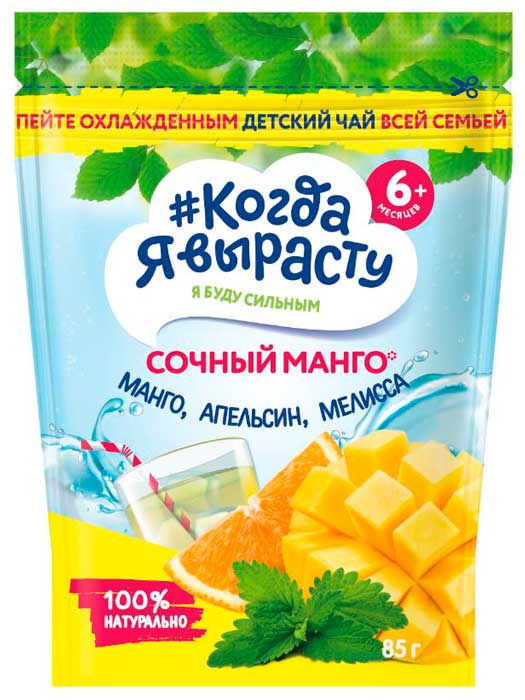 ПЕЙТЕ ОХЛАЖДЕННЫМ ДЕТСКИЙ ЧАЙ ВСЕЙ СЕМЬЕЙ
6+
МЕСЯЦЕВ
#Когда
Я вырасту
Я БУДУ СИЛЬНЫМ
СОЧНЫЙ МАНГО*
МАНГО, АПЕЛЬСИН, МЕЛИССА
100%
НАТУРАЛЬНО
85 г